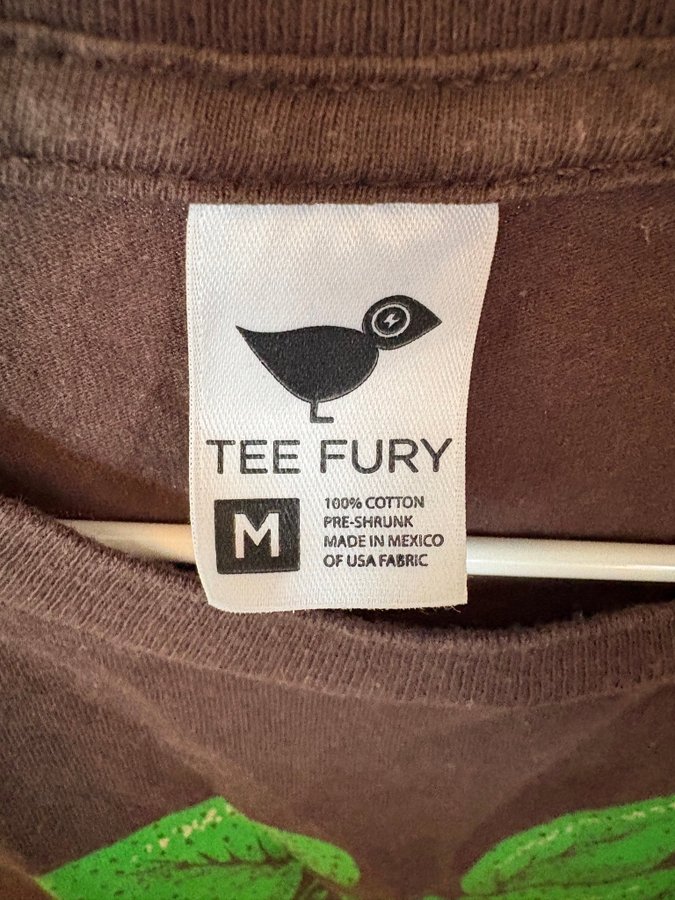 TEE FURY
M
100% COTTON
PRE-SHRUNK
MADE IN MEXICO
OF USA FABRIC